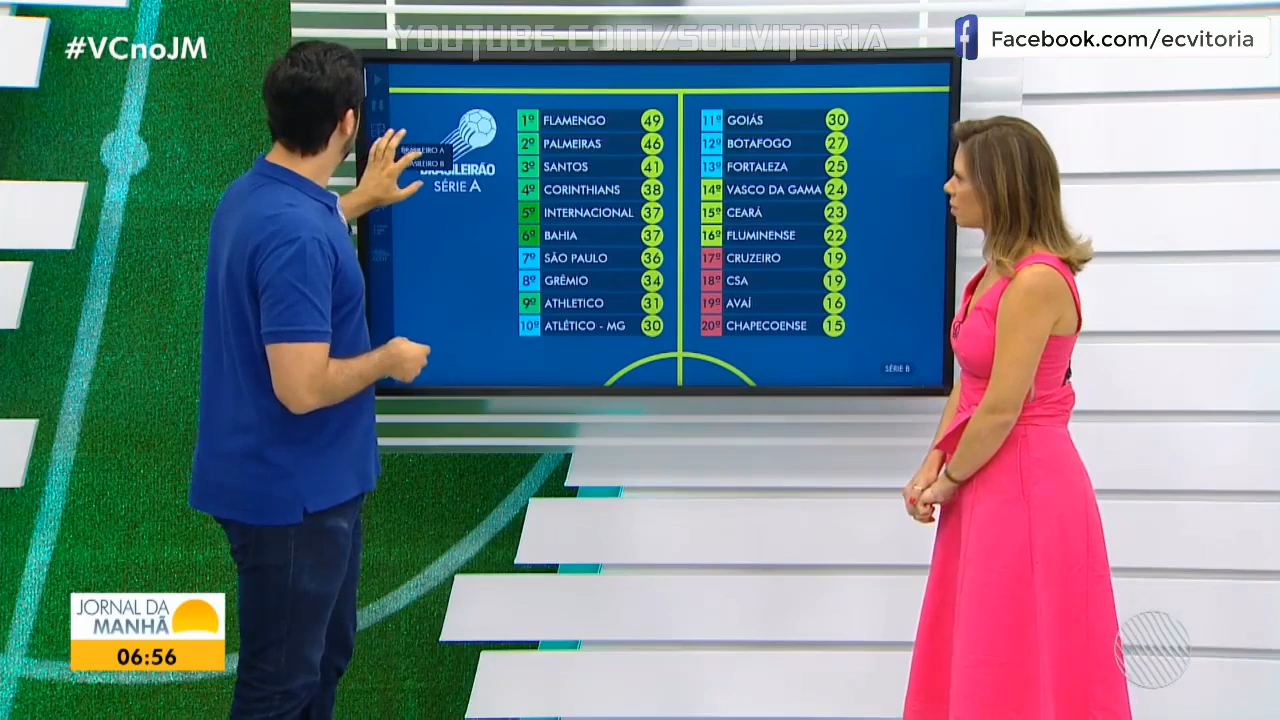 #VCnoJM
YOUTUBE.COM/SOUVITORIA
f Facebook.com/ecvitoria
BRASILEIRO A
BRASILEIRO B
BRASILEIRÃO
SÉRIE A
1º FLAMENGO 49
2º PALMEIRAS 46
3º SANTOS 41
4º CORINTHIANS 38
5º INTERNACIONAL 37
6º BAHIA 37
7º SÃO PAULO 36
8º GRÊMIO 34
9º ATHLETICO 31
10º ATLÉTICO - MG 30
11º GOIÁS 30
12º BOTAFOGO 27
13º FORTALEZA 25
14º VASCO DA GAMA 24
15º CEARÁ 23
16º FLUMINENSE 22
17º CRUZEIRO 19
18º CSA 19
19º AVAÍ 16
20º CHAPECOENSE 15
SÉRIE B
JORNAL DA
MANHÃ
06:56